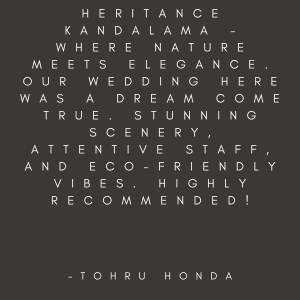 HERITANCE
KANDALAMA -
WHERE NATURE
MEETS ELEGANCE.
OUR WEDDING HERE
WAS A DREAM COME
TRUE. STUNNING
SCENERY,
ATTENTIVE STAFF,
AND ECO-FRIENDLY
VIBES. HIGHLY
RECOMMENDED!
-TOHRU HONDA